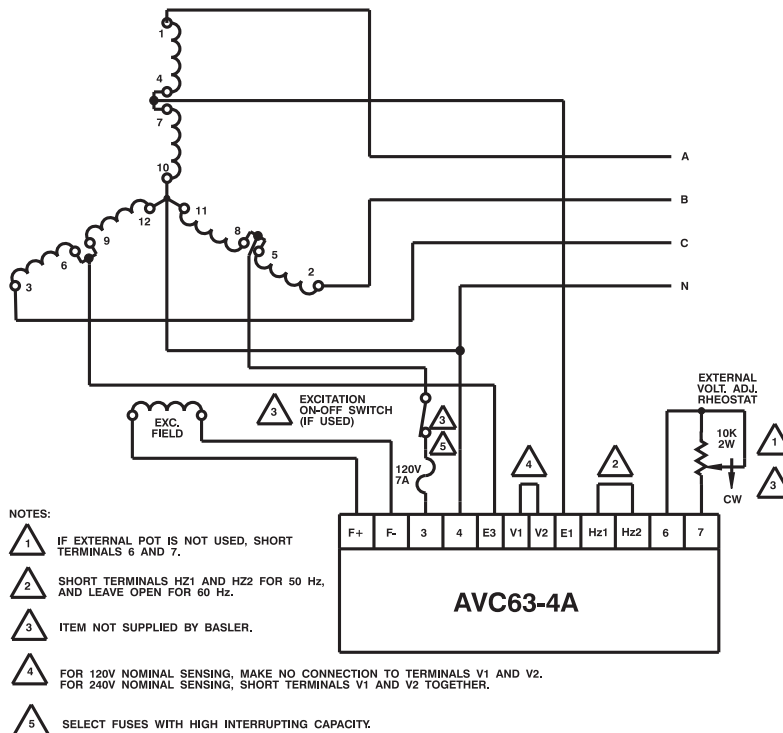 1
4
7
10
A
B
C
N
12
11
9
8
6
5
3
2
EXC.
FIELD
3
EXCITATION
ON-OFF SWITCH
(IF USED)
3
5
120V
7A
4
2
EXTERNAL
VOLT. ADJ.
RHEOSTAT
10K
2W
CW
1
3
F+ F- 3 4 E3 V1 V2 E1 Hz1 Hz2 6 7
AVC63-4A
NOTES:
1 IF EXTERNAL POT IS NOT USED, SHORT
TERMINALS 6 AND 7.
2 SHORT TERMINALS HZ1 AND HZ2 FOR 50 Hz,
AND LEAVE OPEN FOR 60 Hz.
3 ITEM NOT SUPPLIED BY BASLER.
4 FOR 120V NOMINAL SENSING, MAKE NO CONNECTION TO TERMINALS V1 AND V2.
FOR 240V NOMINAL SENSING, SHORT TERMINALS V1 AND V2 TOGETHER.
5 SELECT FUSES WITH HIGH INTERRUPTING CAPACITY.